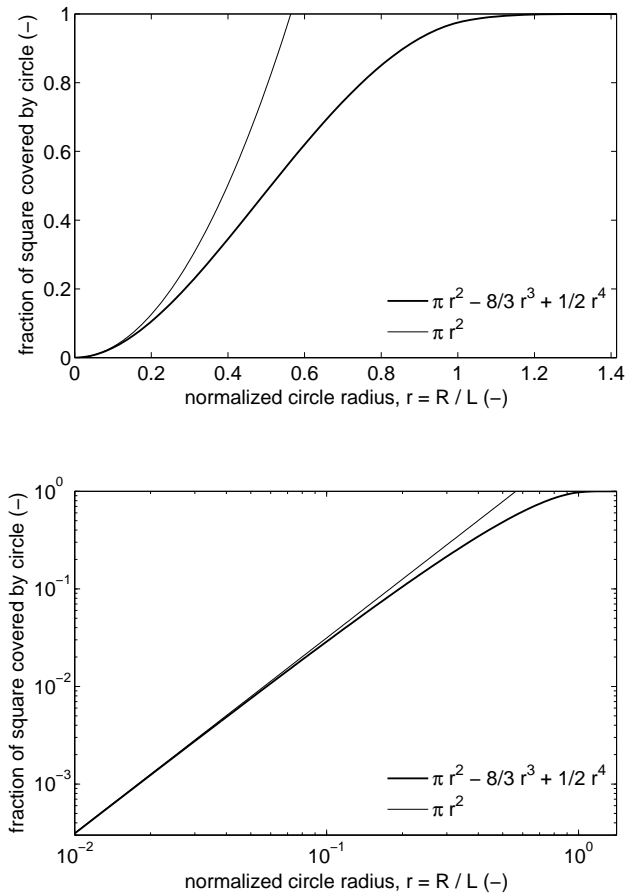 1
0.8
0.6
0.4
0.2
0
0 0.2 0.4 0.6 0.8 1 1.2 1.4
fraction of square covered by circle (−)
π r² − 8/3 r³ + 1/2 r⁴
π r²
normalized circle radius, r = R / L (−)
10⁰
10⁻¹
10⁻²
10⁻³
10⁻² 10⁻¹ 10⁰
fraction of square covered by circle (−)
π r² − 8/3 r³ + 1/2 r⁴
π r²
normalized circle radius, r = R / L (−)